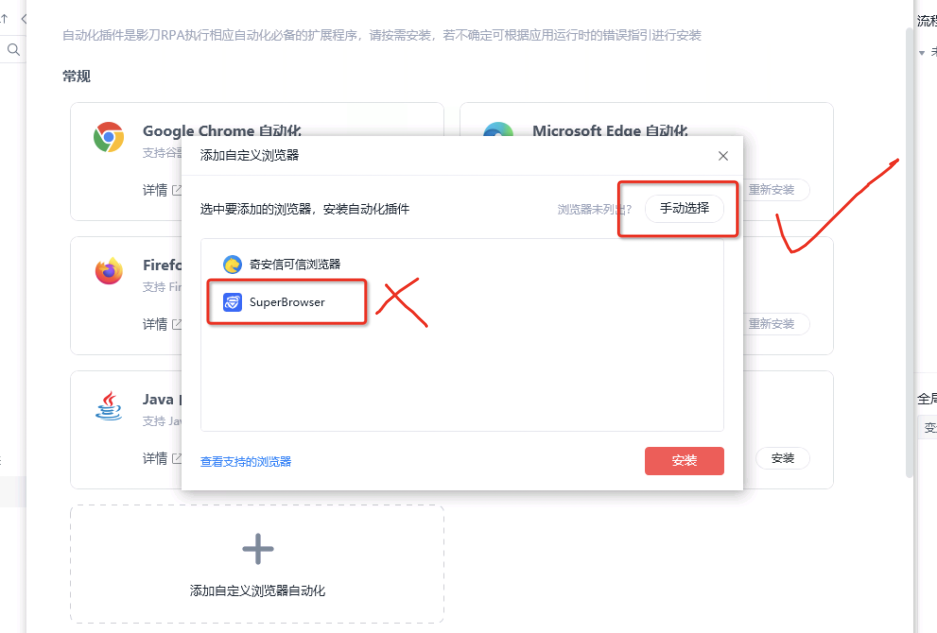 自动化插件是影刀RPA执行相应自动化必备的扩展程序，请按需安装，若不确定可根据应用运行时的错误指引进行安装
流程
常规
Google Chrome 自动化
Microsoft Edge 自动化
支持谷
添加自定义浏览器
详情
重新安装
选中要添加的浏览器，安装自动化插件
浏览器未列出?
手动选择
奇安信可信浏览器
Firefo
支持 Fir
SuperBrowser
详情
重新安装
Java
支持 Jav
全局
变
详情
查看支持的浏览器
安装
安装
添加自定义浏览器自动化